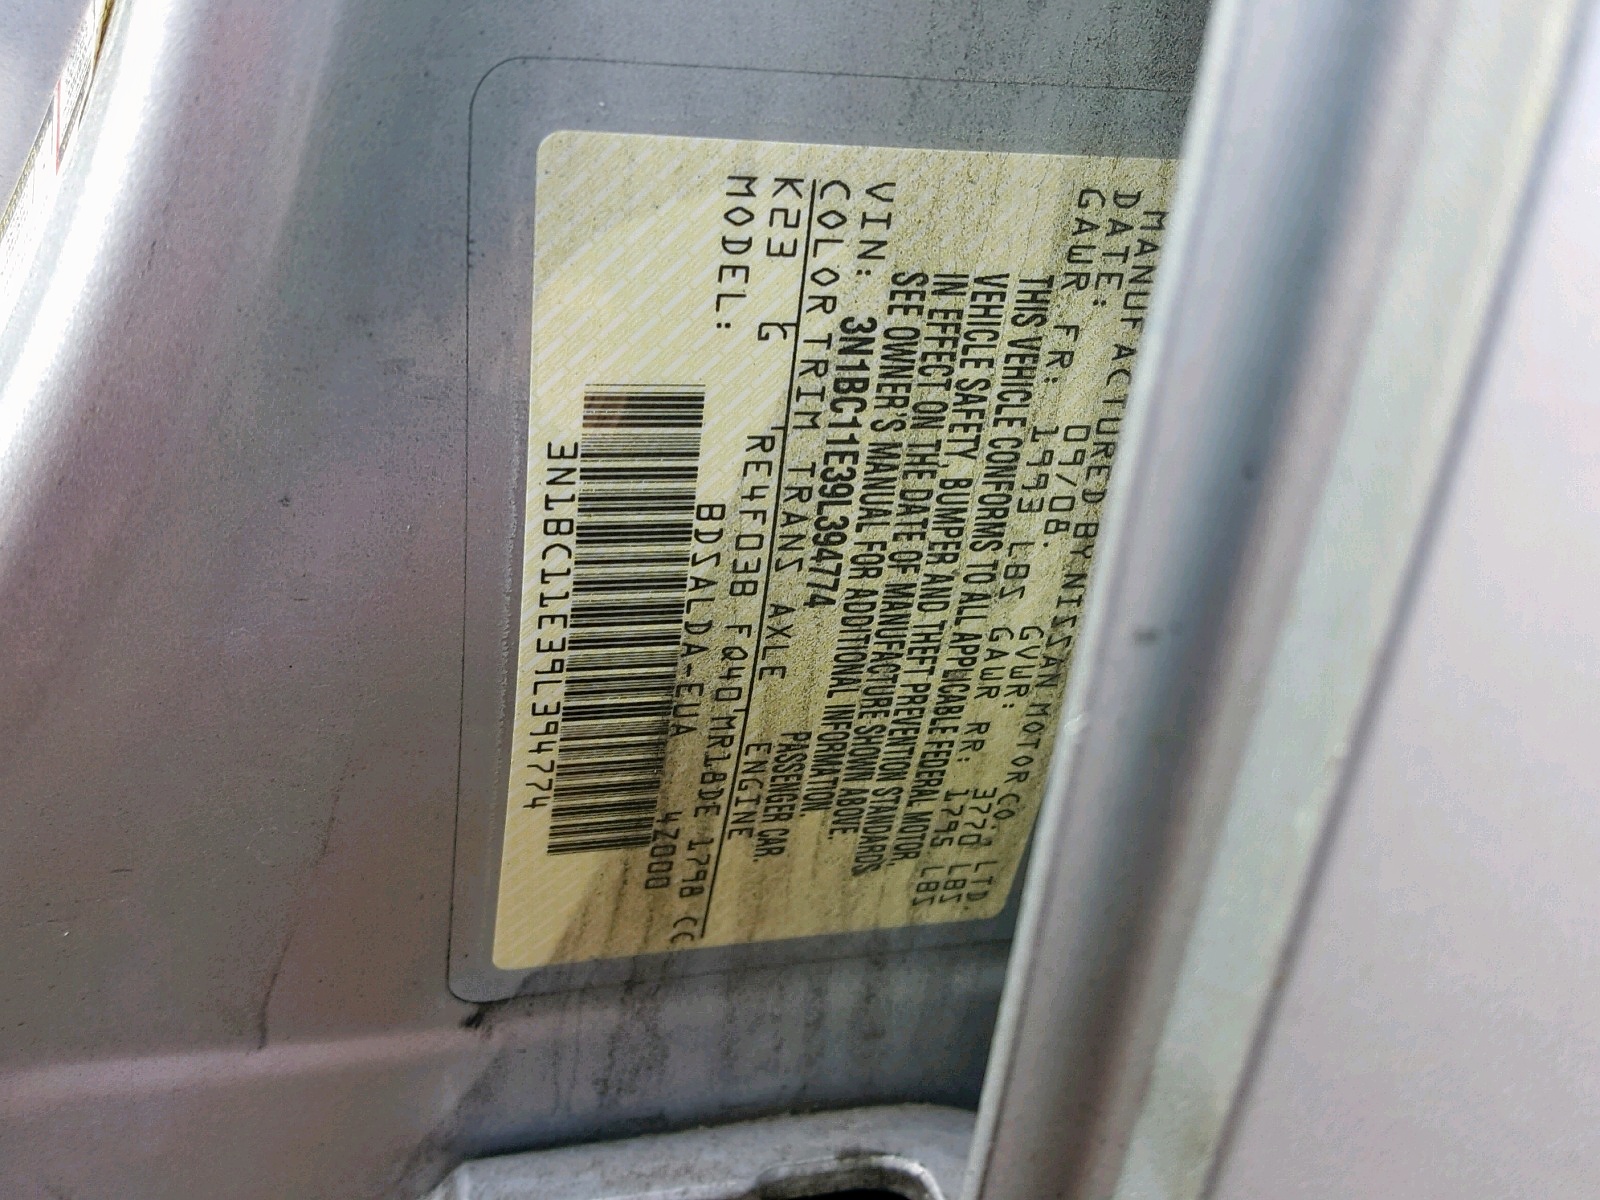 MANUFACTURED BY NISSAN MOTOR CO., LTD.
DATE: 09/08. GVWR: 3770 LBS
GAWR FR: 1993 LBS GAWR RR: 1795 LBS
THIS VEHICLE CONFORMS TO ALL APPLICABLE FEDERAL MOTOR
VEHICLE SAFETY, BUMPER AND THEFT PREVENTION STANDARDS
IN EFFECT ON THE DATE OF MANUFACTURE SHOWN ABOVE.
SEE OWNER'S MANUAL FOR ADDITIONAL INFORMATION.
VIN: 3N1BC11E39L394774 PASSENGER CAR.
COLOR TRIM TRANS AXLE ENGINE
K23 G RE4F03B FQ40 MR18DE 1798 CC
MODEL: BDSALDA-EUA 47000
3N1BC11E39L394774